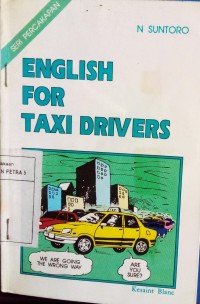 SERI PERCAKAPAN
N SUNTORO
ENGLISH
FOR
TAXI DRIVERS
N PETRA
WE ARE GOING
THE WRONG WAY
ARE
YOU
SURE?
Kesaint Blanc